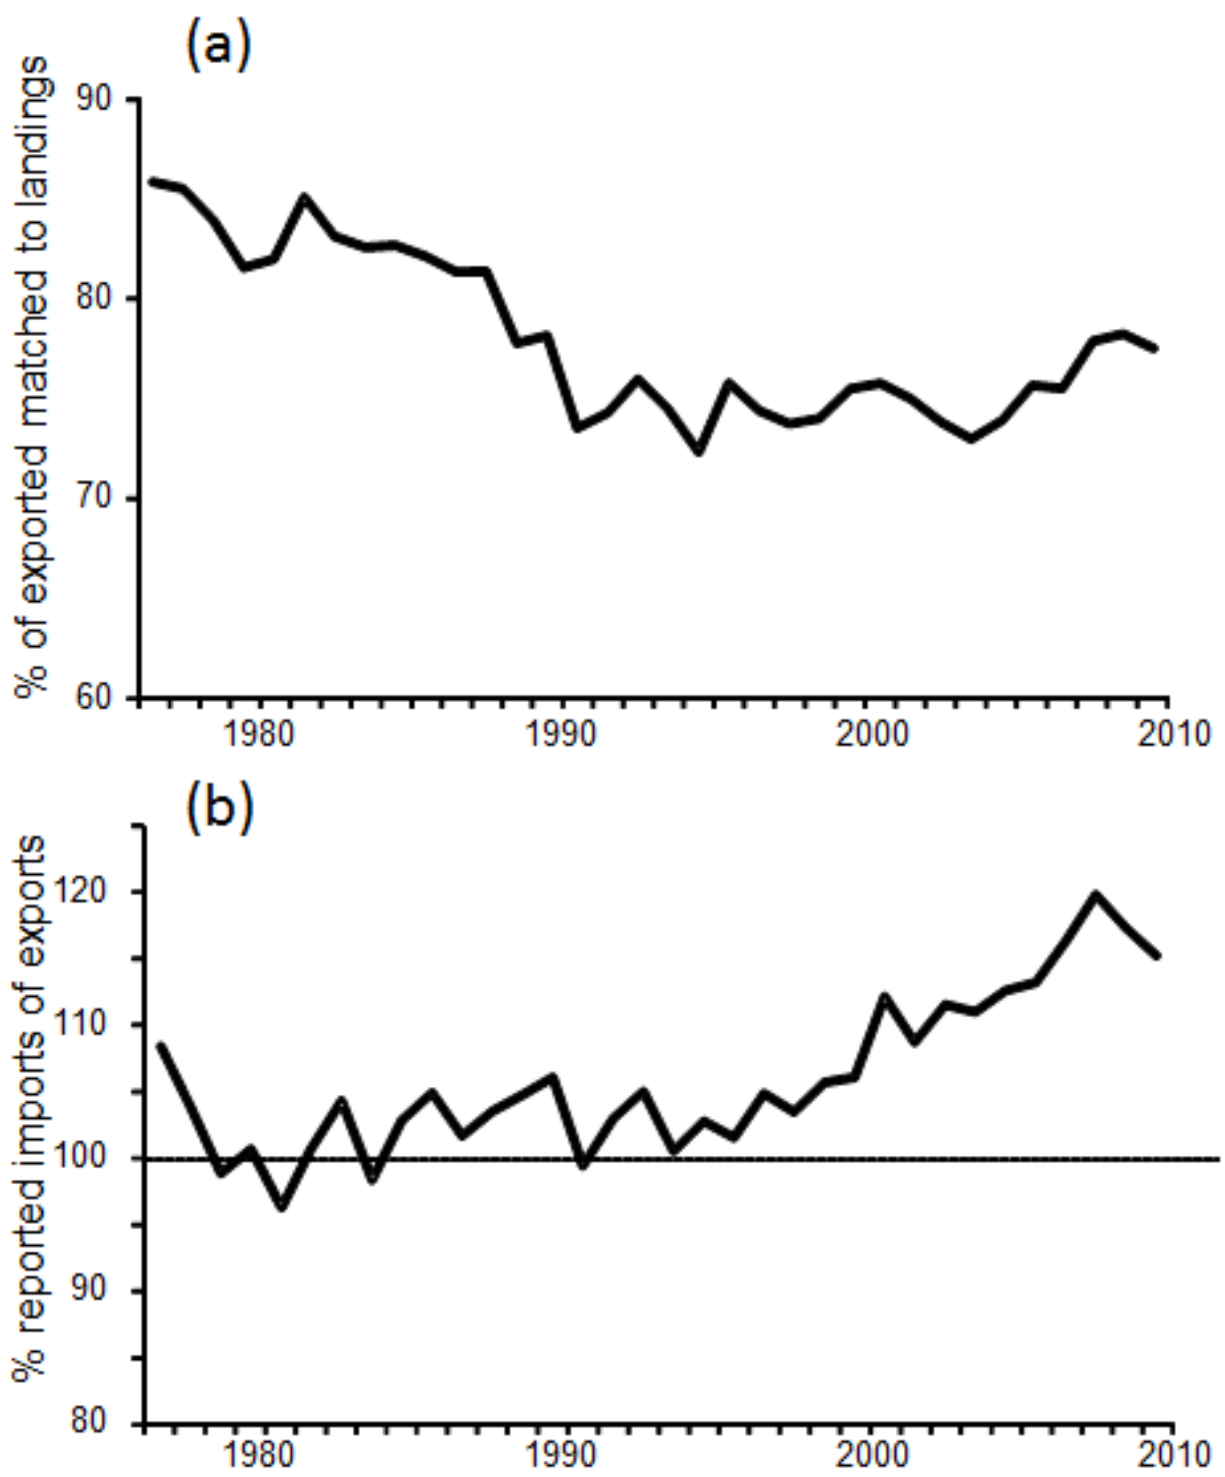 (a)
% of exported matched to landings
90
80
70
60
1980 1990 2000 2010
(b)
% reported imports of exports
120
110
100
90
80
1980 1990 2000 2010